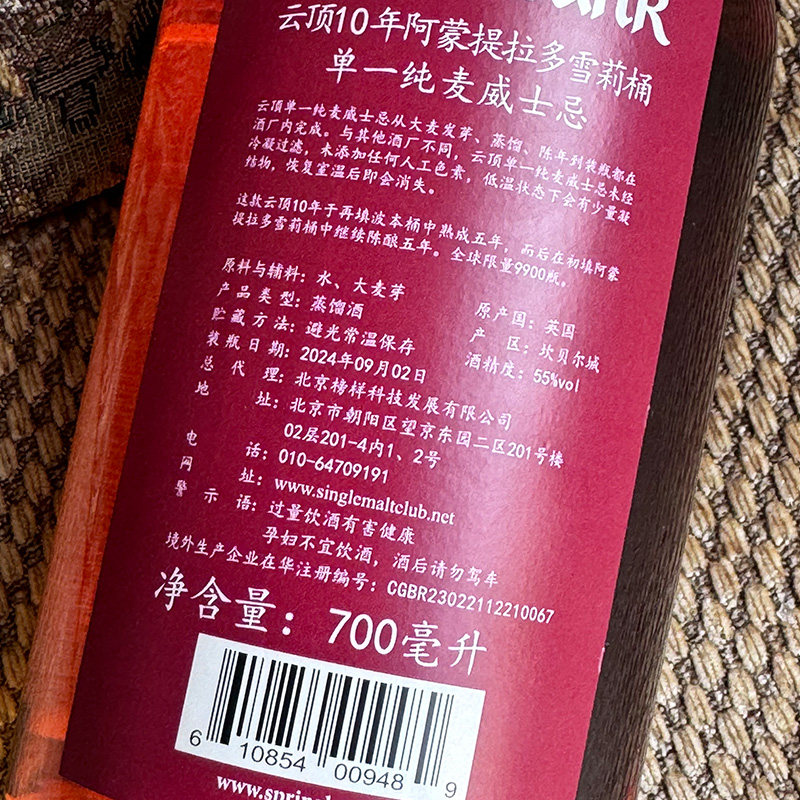 云顶10年阿蒙提拉多雪莉桶
单一纯麦威士忌
云顶单一纯麦威士忌从大麦发芽、蒸馏、陈年到装瓶都在
酒厂内完成。与其他酒厂不同，云顶单一纯麦威士忌未经
冷凝过滤，未添加任何人工色素，低温状态下会有少量凝
结物，恢复室温后即会消失。
这款云顶10年于再填波本桶中熟成五年，而后在初填阿蒙
提拉多雪莉桶中继续陈酿五年。全球限量9900瓶。
原料与辅料：水、大麦芽
原产国：英国
产品类型：蒸馏酒
产 区：坎贝尔城
贮藏方法：避光常温保存
酒精度：55%vol
装瓶日期：2024年09月02日
总 代 理：北京榜样科技发展有限公司
地 址：北京市朝阳区望京东园二区201号楼
02层201-4内1、2号
电 话：010-64709191
网 址：www.singlemaltclub.net
警 示 语：过量饮酒有害健康
孕妇不宜饮酒，酒后请勿驾车
境外生产企业在华注册编号：CGBR23022112210067
净含量：700毫升
6 10854 00948 9